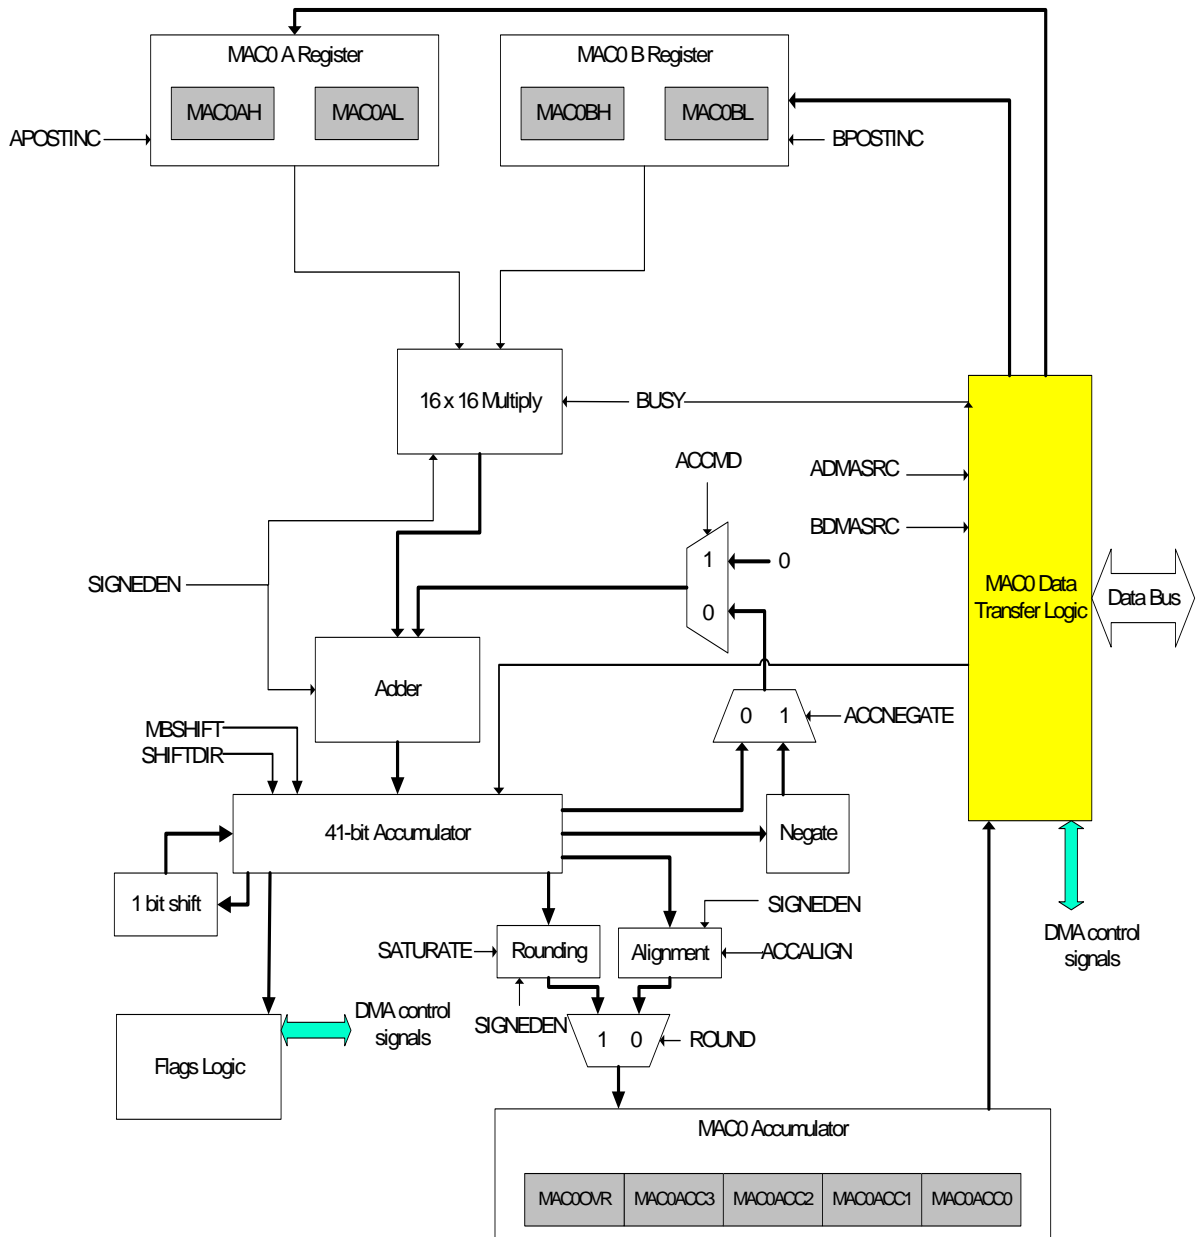 MAC0 A Register
MAC0 B Register
MAC0AH
MAC0AL
MAC0BH
MAC0BL
APOSTINC
BPOSTINC
16 x 16 Multiply
BUSY
ACCMD
ADMASRC
BDMASRC
1
0
0
SIGNEDEN
MAC0 Data
Transfer Logic
Data Bus
Adder
0 1
ACCNEGATE
MBSHIFT
SHIFTDIR
41-bit Accumulator
Negate
1 bit shift
SIGNEDEN
SATURATE
Rounding
Alignment
ACCALIGN
DMA control
signals
SIGNEDEN
DMA control
signals
1 0
ROUND
Flags Logic
MAC0 Accumulator
MAC0OVR
MAC0ACC3
MAC0ACC2
MAC0ACC1
MAC0ACC0